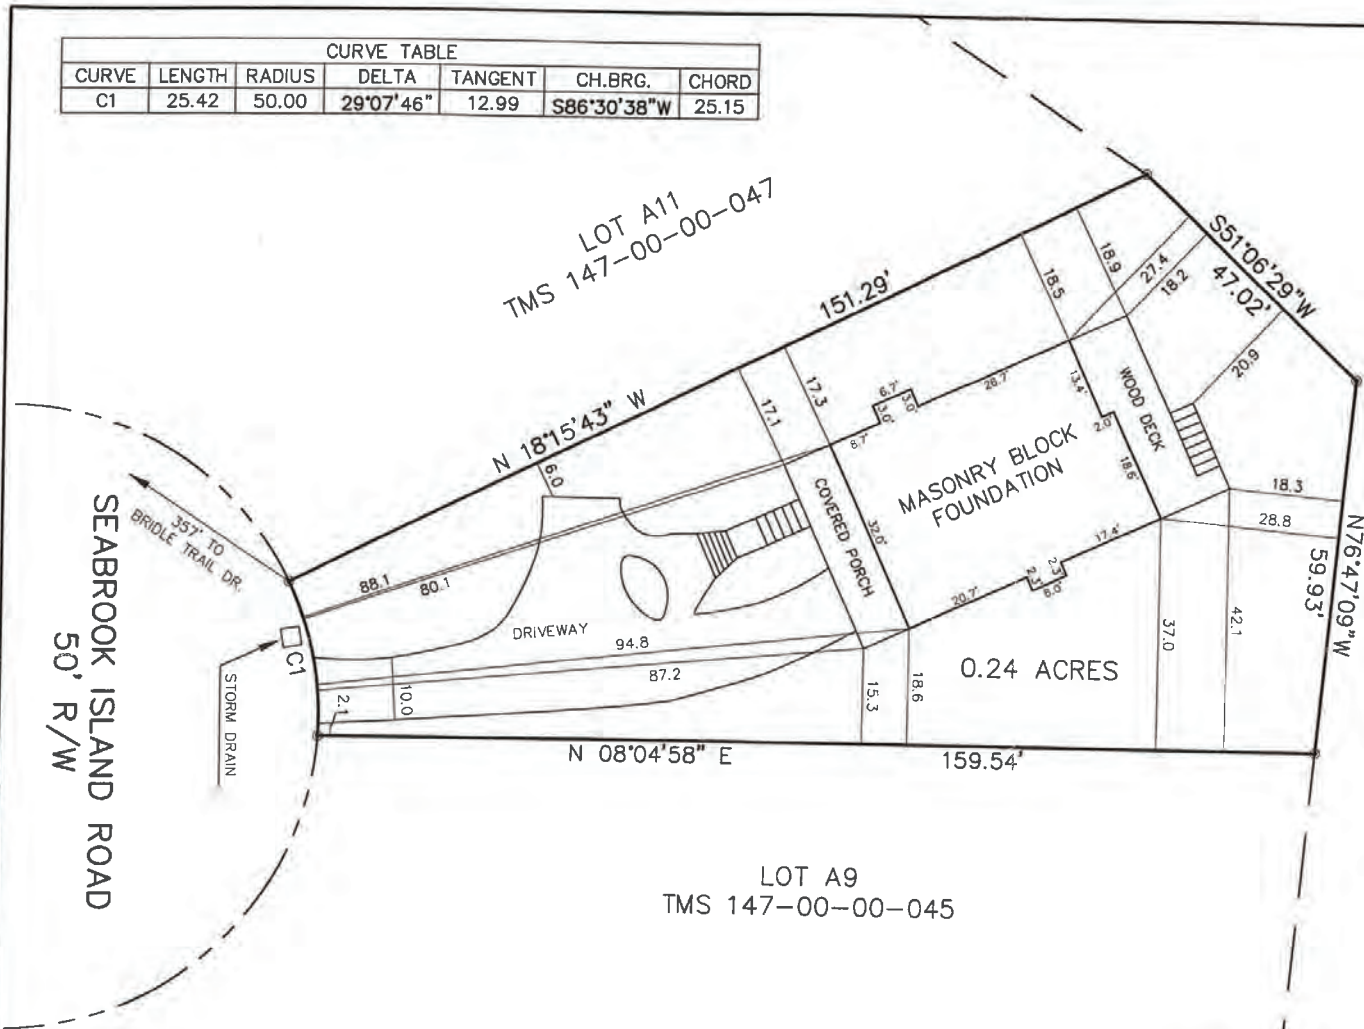 CURVE TABLE
CURVE LENGTH RADIUS DELTA TANGENT CH.BRG. CHORD
C1 25.42 50.00 29°07'46" 12.99 S86°30'38"W 25.15
LOT A11
TMS 147-00-00-047
S51°06'29"W
47.02'
151.29'
N 18°15'43" W
18.9
27.4
18.2
18.5
20.9
17.3
17.1
6.7'
3.0'
3.0'
8.7'
26.7'
13.4'
2.0'
18.6'
WOOD DECK
MASONRY BLOCK
FOUNDATION
COVERED PORCH
32.0'
6.0
18.3
28.8
N76°47'09"W
59.93'
357' TO
BRIDLE TRAIL DR.
SEABROOK ISLAND ROAD
50' R/W
88.1
80.1
DRIVEWAY
94.8
87.2
20.7'
2.3'
2.3'
8.0'
17.4'
37.0
42.1
0.24 ACRES
15.3
18.6
C1
STORM DRAIN
2.1
10.0
N 08°04'58" E
159.54'
LOT A9
TMS 147-00-00-045